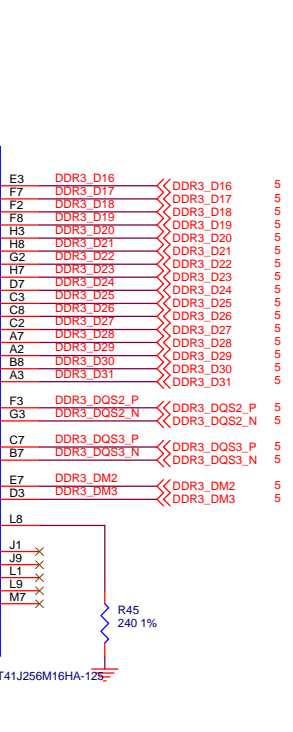 E3 DDR3_D16 DDR3_D16 5
F7 DDR3_D17 DDR3_D17 5
F2 DDR3_D18 DDR3_D18 5
F8 DDR3_D19 DDR3_D19 5
H3 DDR3_D20 DDR3_D20 5
H8 DDR3_D21 DDR3_D21 5
G2 DDR3_D22 DDR3_D22 5
H7 DDR3_D23 DDR3_D23 5
D7 DDR3_D24 DDR3_D24 5
C3 DDR3_D25 DDR3_D25 5
C8 DDR3_D26 DDR3_D26 5
C2 DDR3_D27 DDR3_D27 5
A7 DDR3_D28 DDR3_D28 5
A2 DDR3_D29 DDR3_D29 5
B8 DDR3_D30 DDR3_D30 5
A3 DDR3_D31 DDR3_D31 5
F3 DDR3_DQS2_P DDR3_DQS2_P 5
G3 DDR3_DQS2_N DDR3_DQS2_N 5
C7 DDR3_DQS3_P DDR3_DQS3_P 5
B7 DDR3_DQS3_N DDR3_DQS3_N 5
E7 DDR3_DM2 DDR3_DM2 5
D3 DDR3_DM3 DDR3_DM3 5
L8
J1
J9
L1
L9
M7
R45
240 1%
T41J256M16HA-125